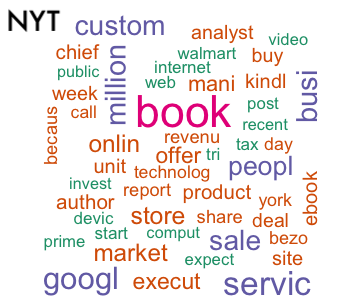 NYT
custom
analyst
video
chief
million
walmart
buy
public
internet
busi
week
web
mani
kindl
call
book
post
recent
becaus
onlin
revenu
tax
day
unit
offer
tri
peopl
technolog
invest
report
product
york
ebook
author
devic
store
share
deal
start
comput
sale
bezo
prime
market
expect
site
googl
execut
servic